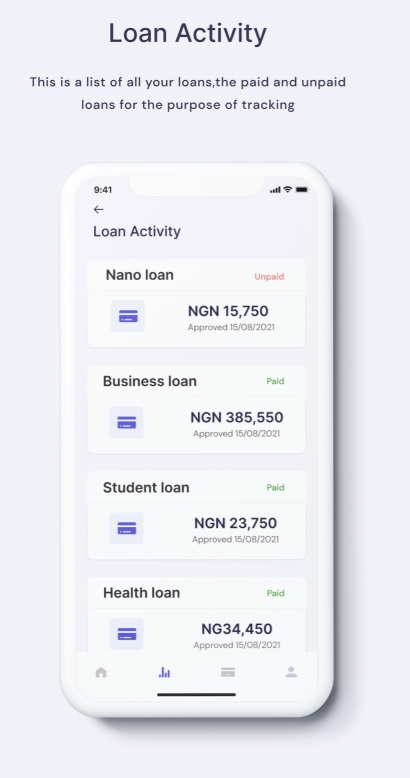 Loan Activity
This is a list of all your loans,the paid and unpaid
loans for the purpose of tracking
9:41
Loan Activity
Nano loan
Unpaid
NGN 15,750
Approved 15/08/2021
Business loan
Paid
NGN 385,550
Approved 15/08/2021
Student loan
Paid
NGN 23,750
Approved 15/08/2021
Health loan
Paid
NG34,450
Approved 15/08/2021